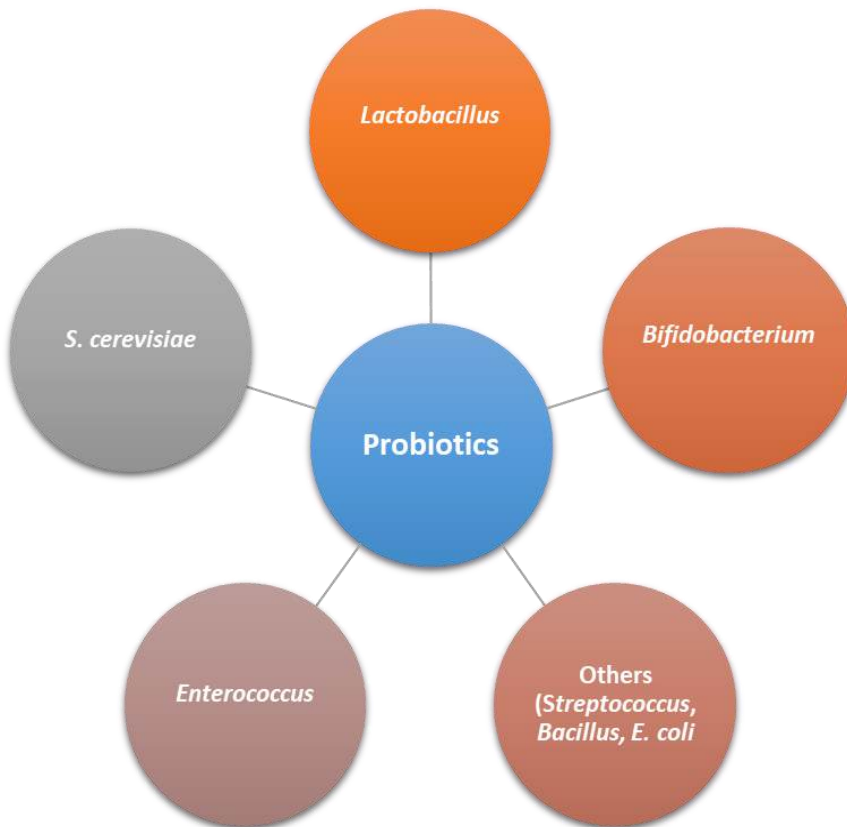 Lactobacillus
S. cerevisiae
Bifidobacterium
Probiotics
Enterococcus
Others
(Streptococcus,
Bacillus, E. coli